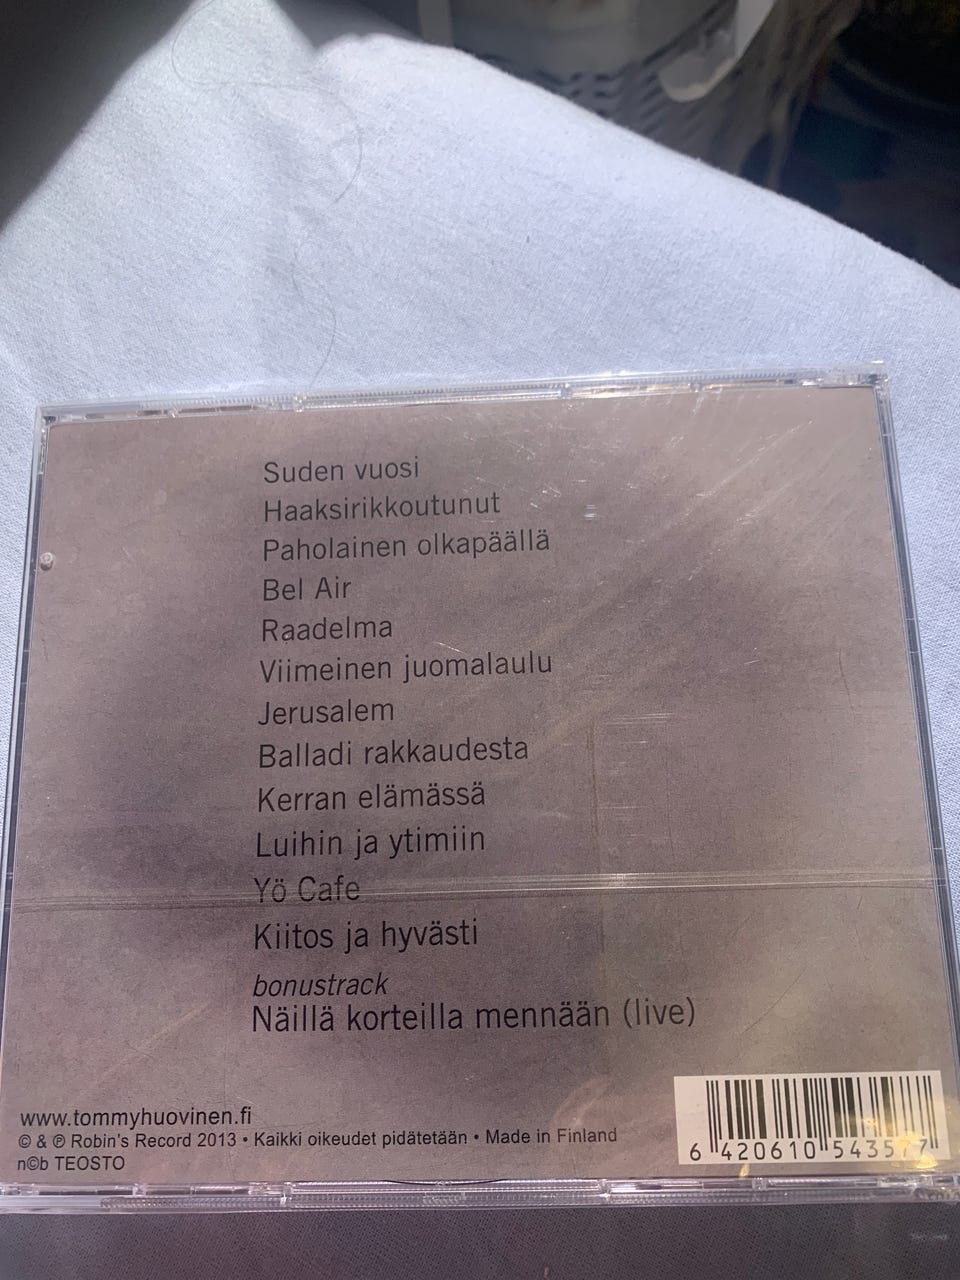 Suden vuosi
Haaksirikkoutunut
Paholainen olkapäällä
Bel Air
Raadelma
Viimeinen juomalaulu
Jerusalem
Balladi rakkaudesta
Kerran elämässä
Luihin ja ytimiin
Yö Cafe
Kiitos ja hyvästi
bonustrack
Näillä korteilla mennään (live)
www.tommyhuovinen.fi
© & ℗ Robin's Record 2013 • Kaikki oikeudet pidätetään • Made in Finland
n©b TEOSTO
6 420610 543577